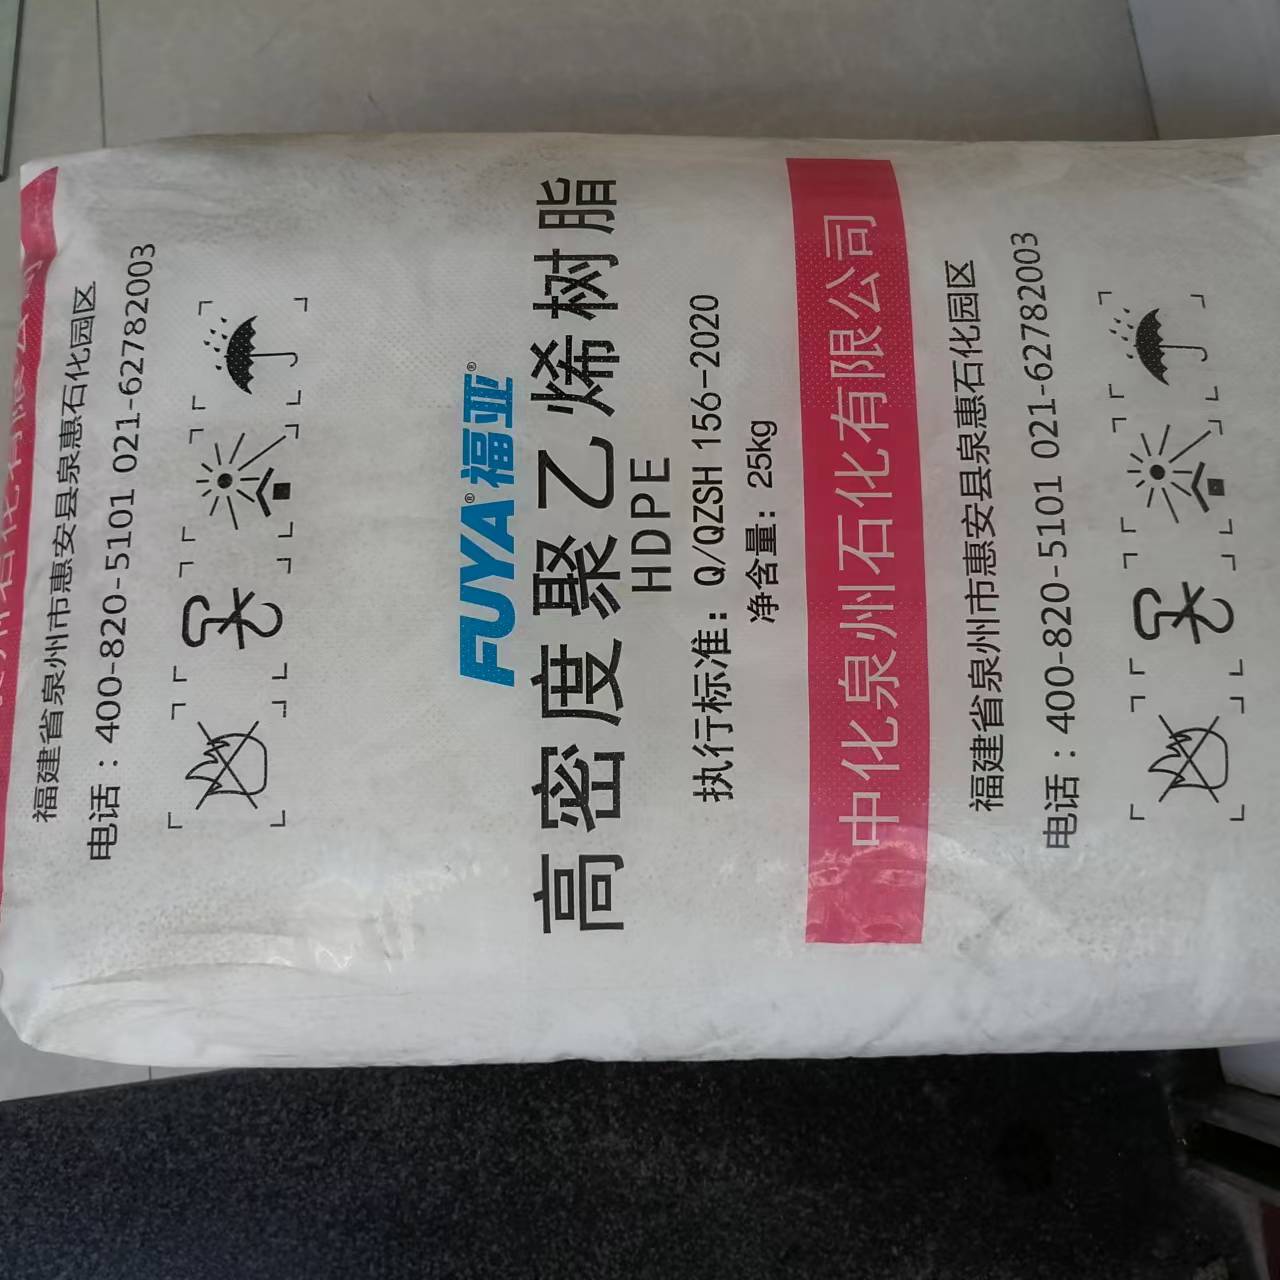 福建省泉州市惠安县泉惠石化园区
电话：400-820-5101 021-62782003
FUYA® 福亚®
高密度聚乙烯树脂
HDPE
执行标准：Q/QZSH 156-2020
净含量：25kg
中化泉州石化有限公司
福建省泉州市惠安县泉惠石化园区
电话：400-820-5101 021-62782003